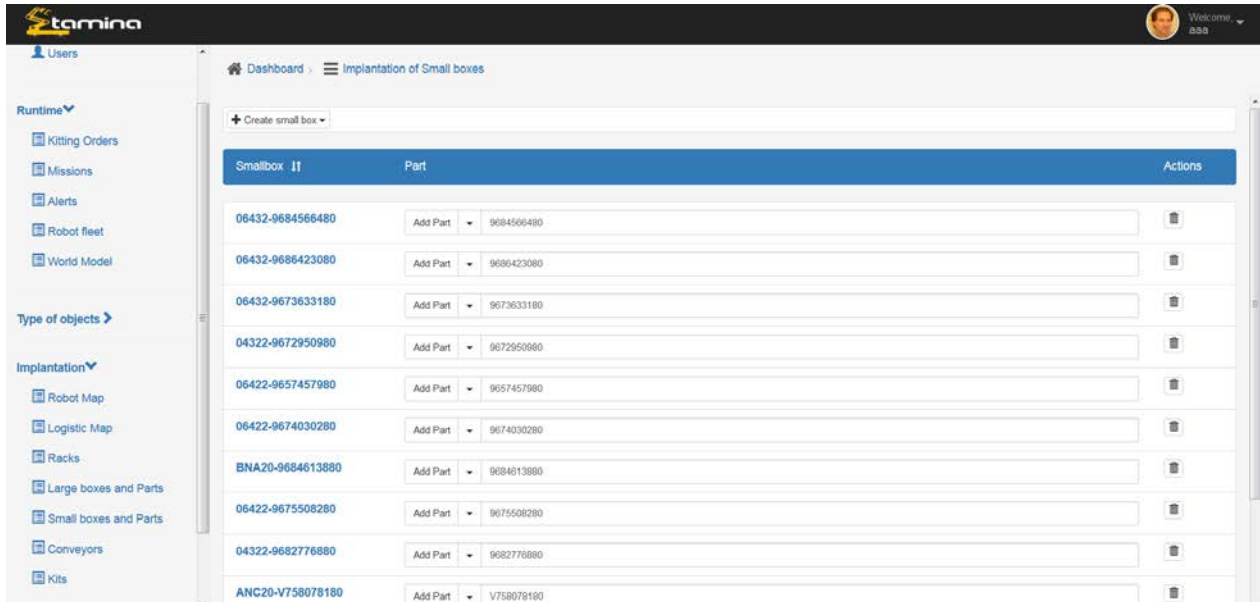 Stamina
Welcome,
aaa
Users
Dashboard > Implantation of Small boxes
Runtime
Kitting Orders
Missions
Alerts
Robot fleet
World Model
Type of objects
Implantation
Robot Map
Logistic Map
Racks
Large boxes and Parts
Small boxes and Parts
Conveyors
Kits
Create small box
Smallbox Part Actions
06432-9684566480 Add Part 9684566480
06432-9686423080 Add Part 9686423080
06432-9673633180 Add Part 9673633180
04322-9672950980 Add Part 9672950980
06422-9657457980 Add Part 9657457980
06422-9674030280 Add Part 9674030280
BNA20-9684613880 Add Part 9684613880
06422-9675508280 Add Part 9675508280
04322-9682776880 Add Part 9682776880
ANC20-V758078180 Add Part V758078180